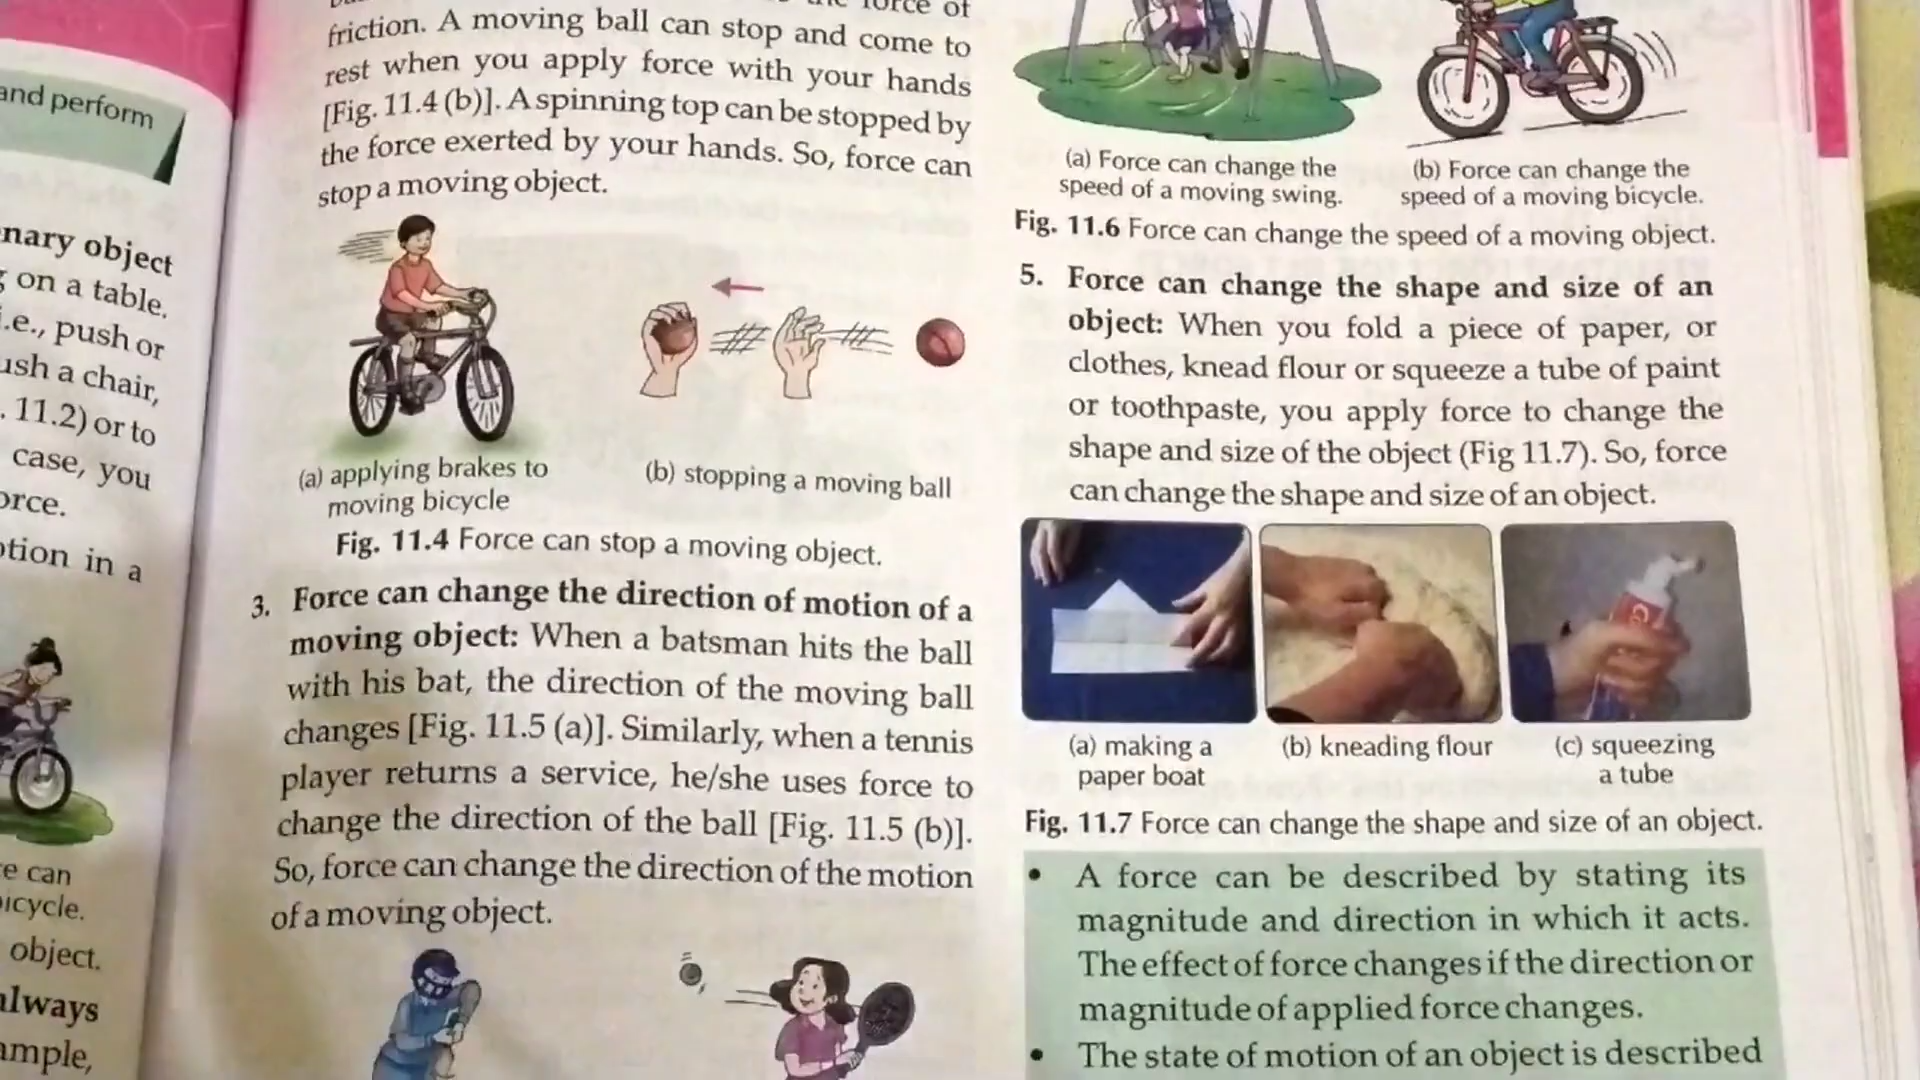 and perform
nary object
on a table.
i.e., push or
ush a chair,
. 11.2) or to
case, you
orce.
otion in a
e can
icycle.
object.
always
ample,
force of
friction. A moving ball can stop and come to
rest when you apply force with your hands
[Fig. 11.4 (b)]. A spinning top can be stopped by
the force exerted by your hands. So, force can
stop a moving object.
(a) applying brakes to
moving bicycle
(b) stopping a moving ball
Fig. 11.4 Force can stop a moving object.
3. Force can change the direction of motion of a
moving object: When a batsman hits the ball
with his bat, the direction of the moving ball
changes [Fig. 11.5 (a)]. Similarly, when a tennis
player returns a service, he/she uses force to
change the direction of the ball [Fig. 11.5 (b)].
So, force can change the direction of the motion
of a moving object.
(a) Force can change the
speed of a moving swing.
(b) Force can change the
speed of a moving bicycle.
Fig. 11.6 Force can change the speed of a moving object.
5. Force can change the shape and size of an
object: When you fold a piece of paper, or
clothes, knead flour or squeeze a tube of paint
or toothpaste, you apply force to change the
shape and size of the object (Fig 11.7). So, force
can change the shape and size of an object.
(a) making a
paper boat
(b) kneading flour
(c) squeezing
a tube
Fig. 11.7 Force can change the shape and size of an object.
• A force can be described by stating its
magnitude and direction in which it acts.
The effect of force changes if the direction or
magnitude of applied force changes.
• The state of motion of an object is described